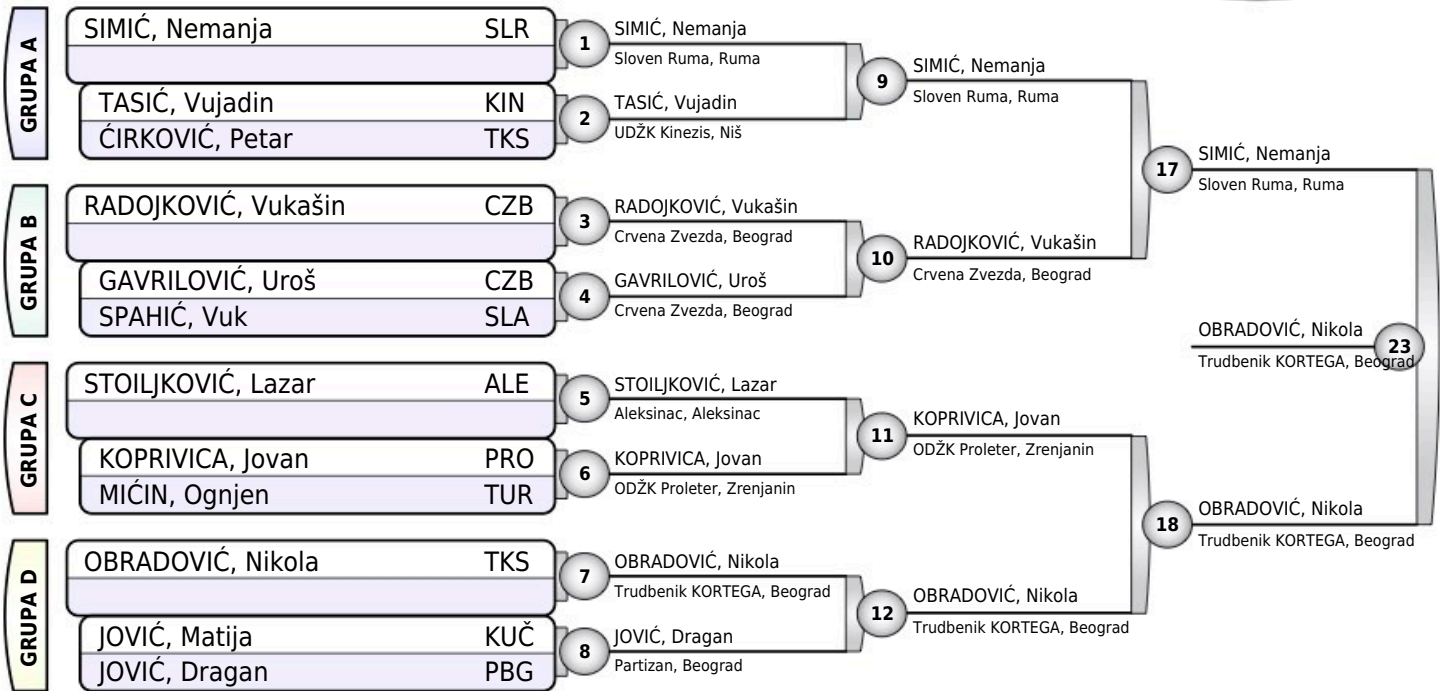 GRUPA A
SIMIĆ, Nemanja SLR
TASIĆ, Vujadin KIN
ĆIRKOVIĆ, Petar TKS
GRUPA B
RADOJKOVIĆ, Vukašin CZB
GAVRILOVIĆ, Uroš CZB
SPAHIĆ, Vuk SLA
GRUPA C
STOILJKOVIĆ, Lazar ALE
KOPRIVICA, Jovan PRO
MIĆIN, Ognjen TUR
GRUPA D
OBRADOVIĆ, Nikola TKS
JOVIĆ, Matija KUČ
JOVIĆ, Dragan PBG
1
SIMIĆ, Nemanja
Sloven Ruma, Ruma
2
TASIĆ, Vujadin
UDŽK Kinezis, Niš
3
RADOJKOVIĆ, Vukašin
Crvena Zvezda, Beograd
4
GAVRILOVIĆ, Uroš
Crvena Zvezda, Beograd
5
STOILJKOVIĆ, Lazar
Aleksinac, Aleksinac
6
KOPRIVICA, Jovan
ODŽK Proleter, Zrenjanin
7
OBRADOVIĆ, Nikola
Trudbenik KORTEGA, Beograd
8
JOVIĆ, Dragan
Partizan, Beograd
9
SIMIĆ, Nemanja
Sloven Ruma, Ruma
10
RADOJKOVIĆ, Vukašin
Crvena Zvezda, Beograd
11
KOPRIVICA, Jovan
ODŽK Proleter, Zrenjanin
12
OBRADOVIĆ, Nikola
Trudbenik KORTEGA, Beograd
17
SIMIĆ, Nemanja
Sloven Ruma, Ruma
18
OBRADOVIĆ, Nikola
Trudbenik KORTEGA, Beograd
23
OBRADOVIĆ, Nikola
Trudbenik KORTEGA, Beograd